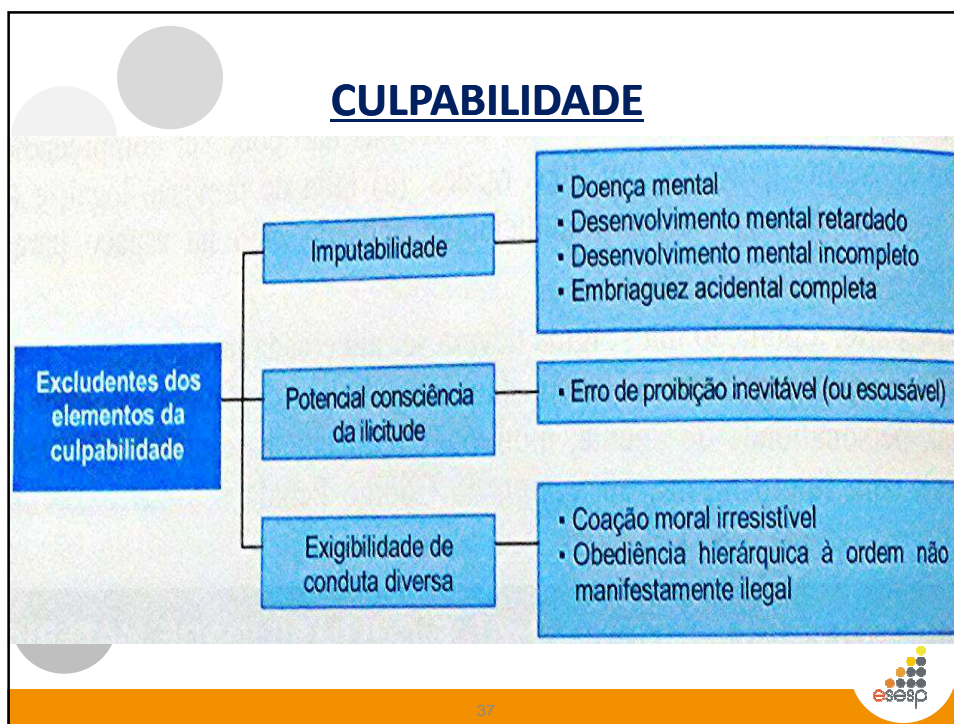 CULPABILIDADE
Imputabilidade
▪ Doença mental
▪ Desenvolvimento mental retardado
▪ Desenvolvimento mental incompleto
▪ Embriaguez acidental completa
Excludentes dos
elementos da
culpabilidade
Potencial consciência
da ilicitude
▪ Erro de proibição inevitável (ou escusável)
Exigibilidade de
conduta diversa
▪ Coação moral irresistível
▪ Obediência hierárquica à ordem não
manifestamente ilegal
esesp
37